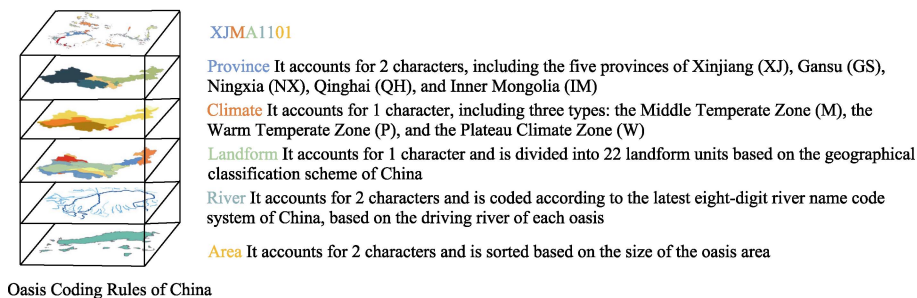 XJMA1101
Province It accounts for 2 characters, including the five provinces of Xinjiang (XJ), Gansu (GS),
Ningxia (NX), Qinghai (QH), and Inner Mongolia (IM)
Climate It accounts for 1 character, including three types: the Middle Temperate Zone (M), the
Warm Temperate Zone (P), and the Plateau Climate Zone (W)
Landform It accounts for 1 character and is divided into 22 landform units based on the geographical
classification scheme of China
River It accounts for 2 characters and is coded according to the latest eight-digit river name code
system of China, based on the driving river of each oasis
Area It accounts for 2 characters and is sorted based on the size of the oasis area
Oasis Coding Rules of China